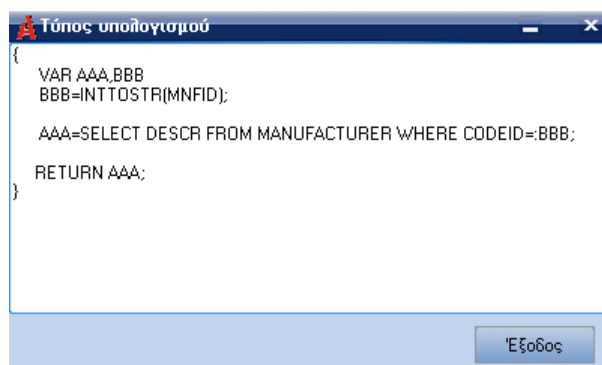 Τύπος υπολογισμού
{
VAR AAA,BBB
BBB=INTTOSTR(MNFID);
AAA=SELECT DESCR FROM MANUFACTURER WHERE CODEID=:BBB;
RETURN AAA;
}
Έξοδος